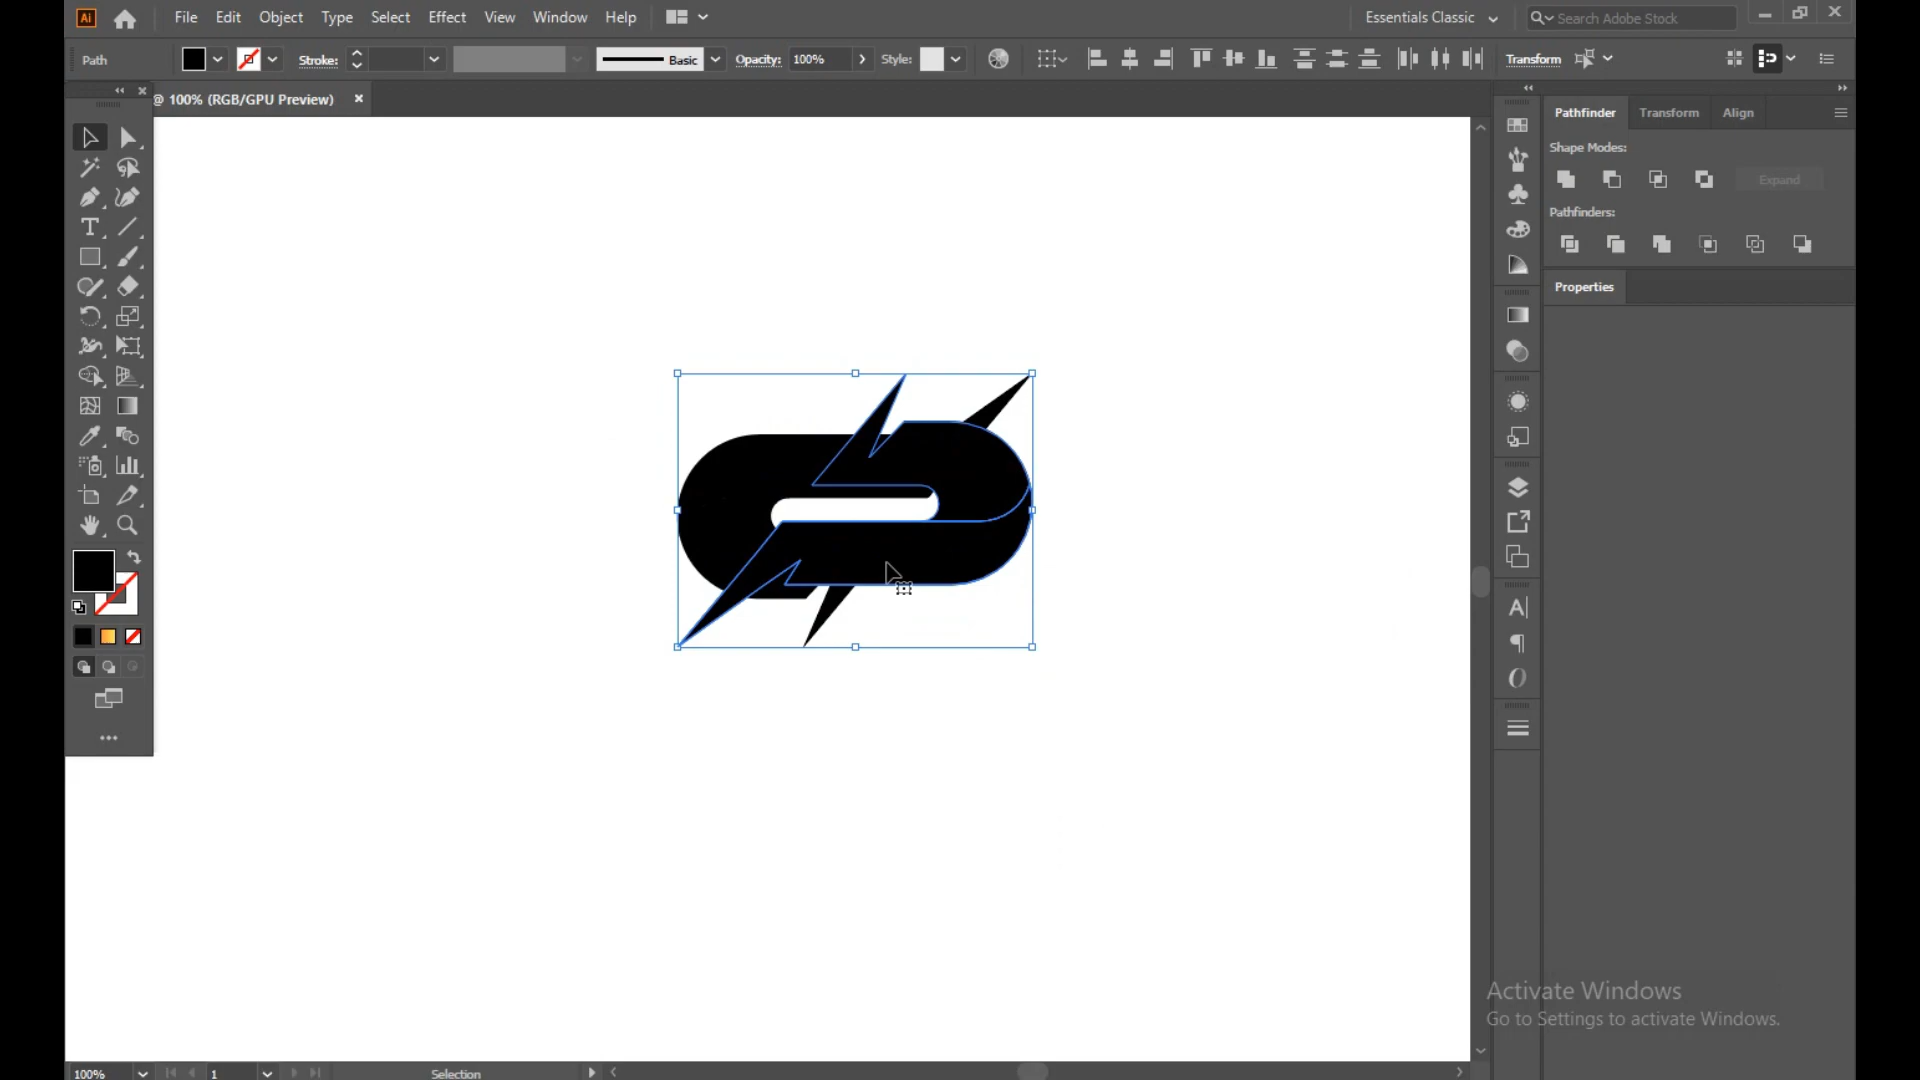 Ai File Edit Object Type Select Effect View Window Help Essentials Classic Search Adobe Stock
Path Stroke: Basic Opacity: 100% Style: Transform
@ 100% (RGB/GPU Preview)
Pathfinder Transform Align
Shape Modes:
Expand
Pathfinders:
Properties
Activate Windows
Go to Settings to activate Windows.
100% 1 Selection